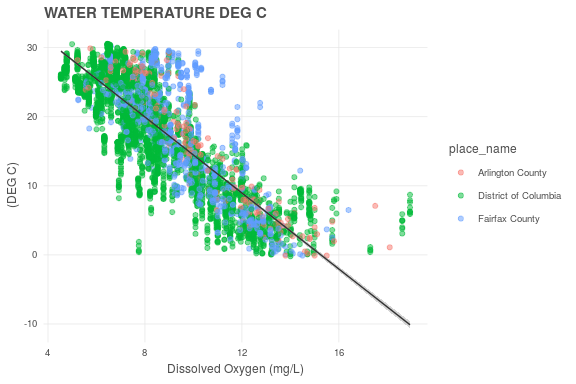 WATER TEMPERATURE DEG C
30
20
10
0
-10
(DEG C)
4
8
12
16
Dissolved Oxygen (mg/L)
place_name
Arlington County
District of Columbia
Fairfax County